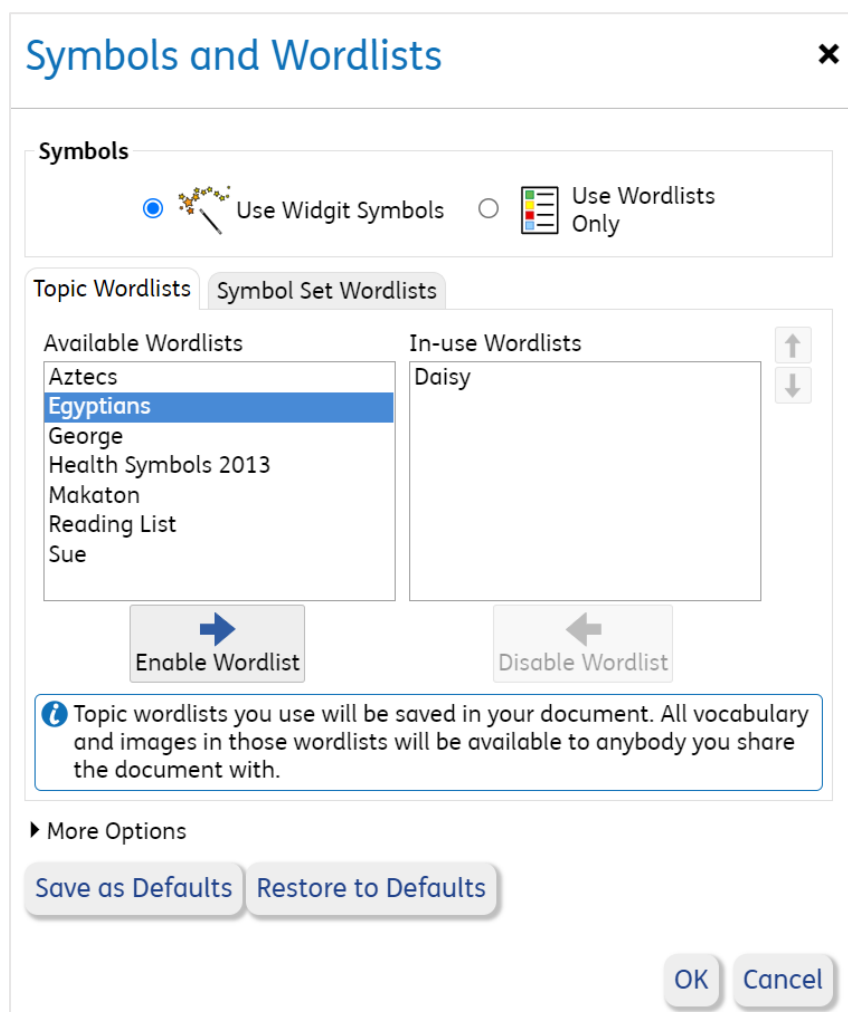 Symbols and Wordlists
Symbols
Use Widgit Symbols
Use Wordlists
Only
Topic Wordlists
Symbol Set Wordlists
Available Wordlists
Aztecs
Egyptians
George
Health Symbols 2013
Makaton
Reading List
Sue
Enable Wordlist
In-use Wordlists
Daisy
Disable Wordlist
Topic wordlists you use will be saved in your document. All vocabulary
and images in those wordlists will be available to anybody you share
the document with.
More Options
Save as Defaults
Restore to Defaults
OK
Cancel